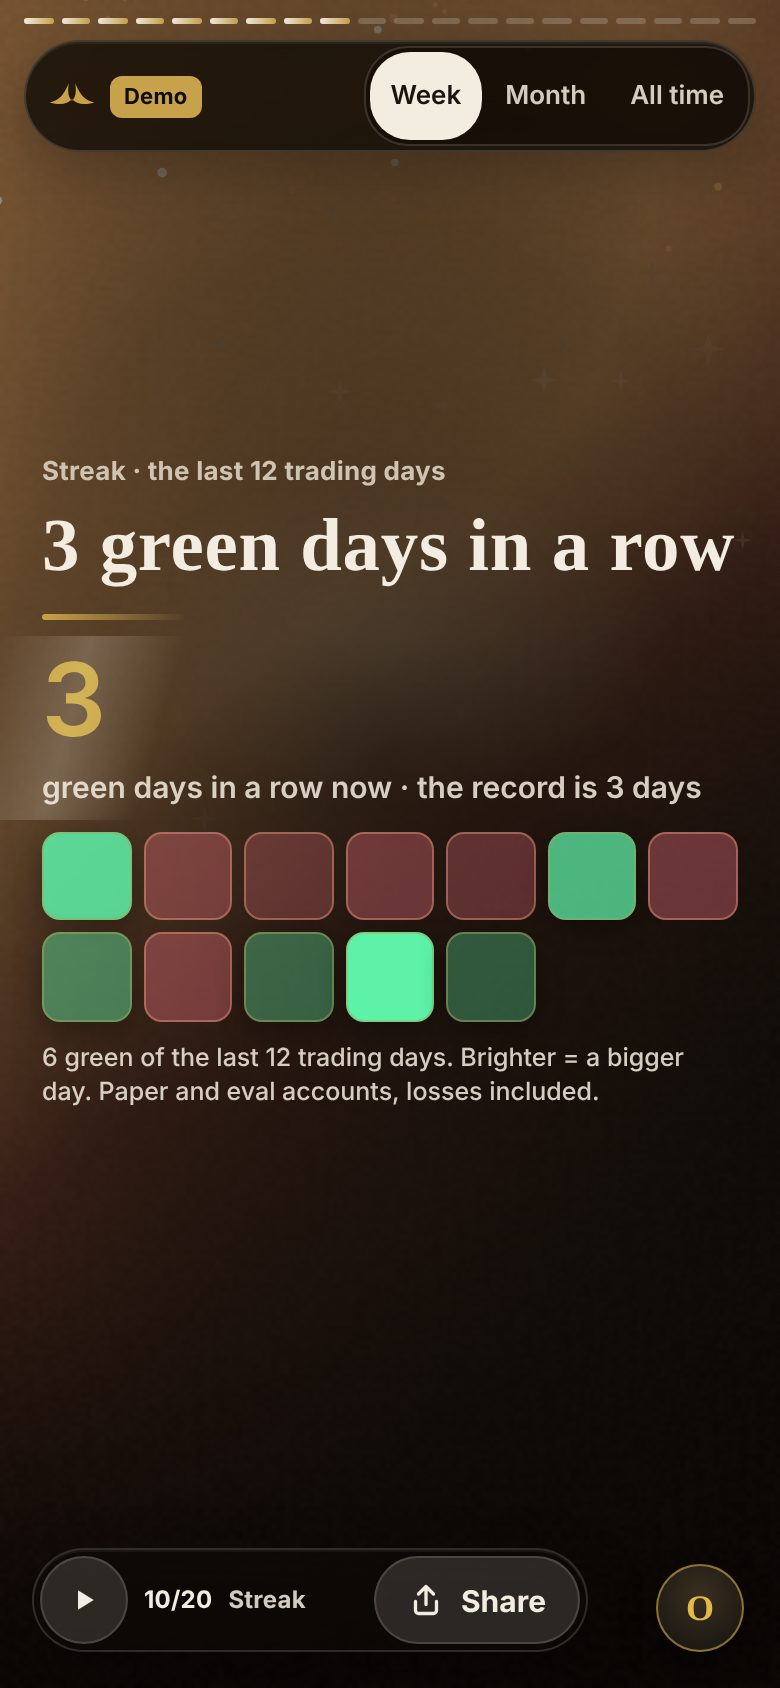 Demo
Week
Month
All time
Streak · the last 12 trading days
3 green days in a row
3
green days in a row now · the record is 3 days
6 green of the last 12 trading days. Brighter = a bigger
day. Paper and eval accounts, losses included.
10/20 Streak
Share
O